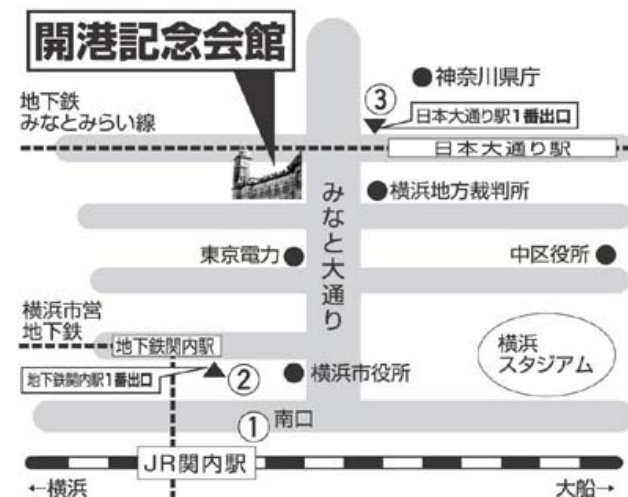 開港記念会館
神奈川県庁
地下鉄
みなとみらい線
③
日本大通り駅1番出口
日本大通り駅
みなと大通り
横浜地方裁判所
東京電力
中区役所
横浜市営
地下鉄
地下鉄関内駅
横浜
スタジアム
地下鉄関内駅1番出口
②
横浜市役所
①
南口
JR関内駅
←横浜
大船→